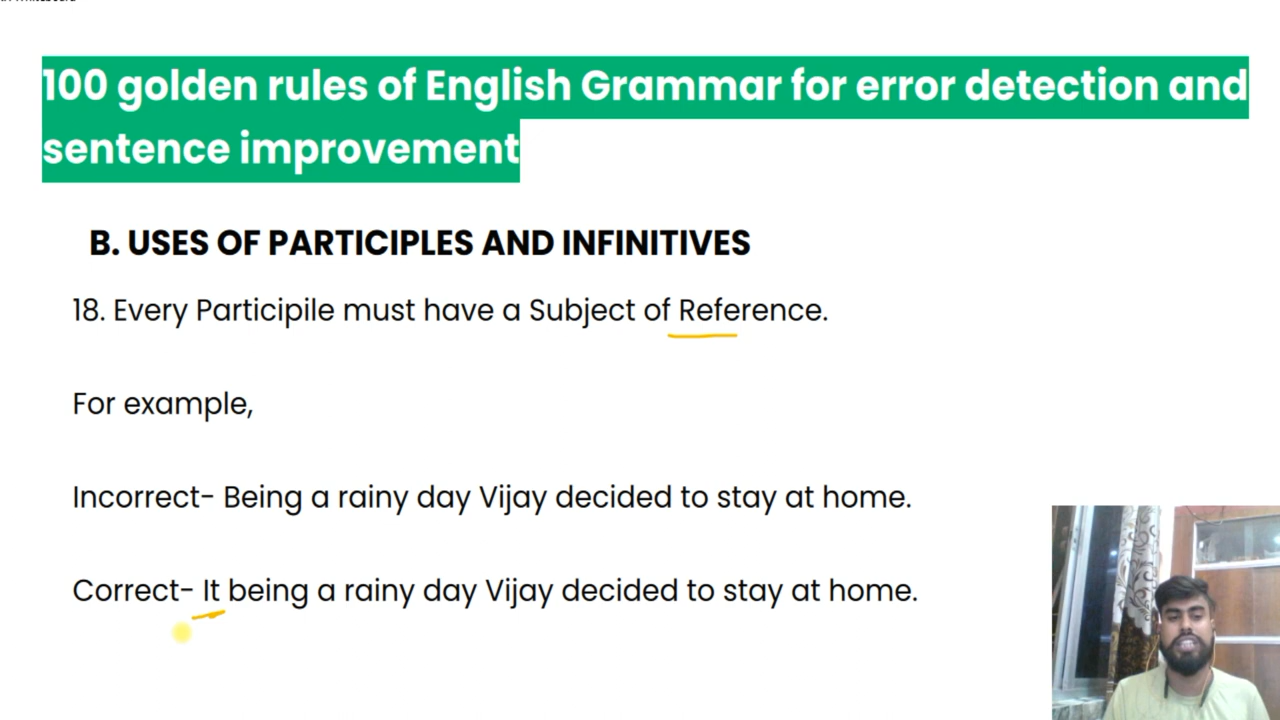 100 golden rules of English Grammar for error detection and
sentence improvement
B. USES OF PARTICIPLES AND INFINITIVES
18. Every Participile must have a Subject of Reference.
For example,
Incorrect- Being a rainy day Vijay decided to stay at home.
Correct- It being a rainy day Vijay decided to stay at home.